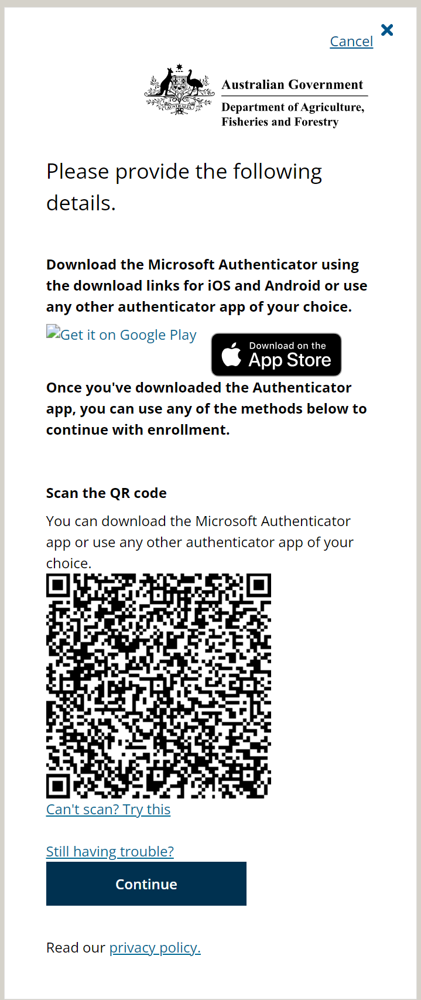 Cancel
AUSTRALIA
Australian Government
Department of Agriculture,
Fisheries and Forestry
Please provide the following
details.
Download the Microsoft Authenticator using
the download links for iOS and Android or use
any other authenticator app of your choice.
Get it on Google Play
Download on the
App Store
Once you've downloaded the Authenticator
app, you can use any of the methods below to
continue with enrollment.
Scan the QR code
You can download the Microsoft Authenticator
app or use any other authenticator app of your
choice.
Can't scan? Try this
Still having trouble?
Continue
Read our privacy policy.